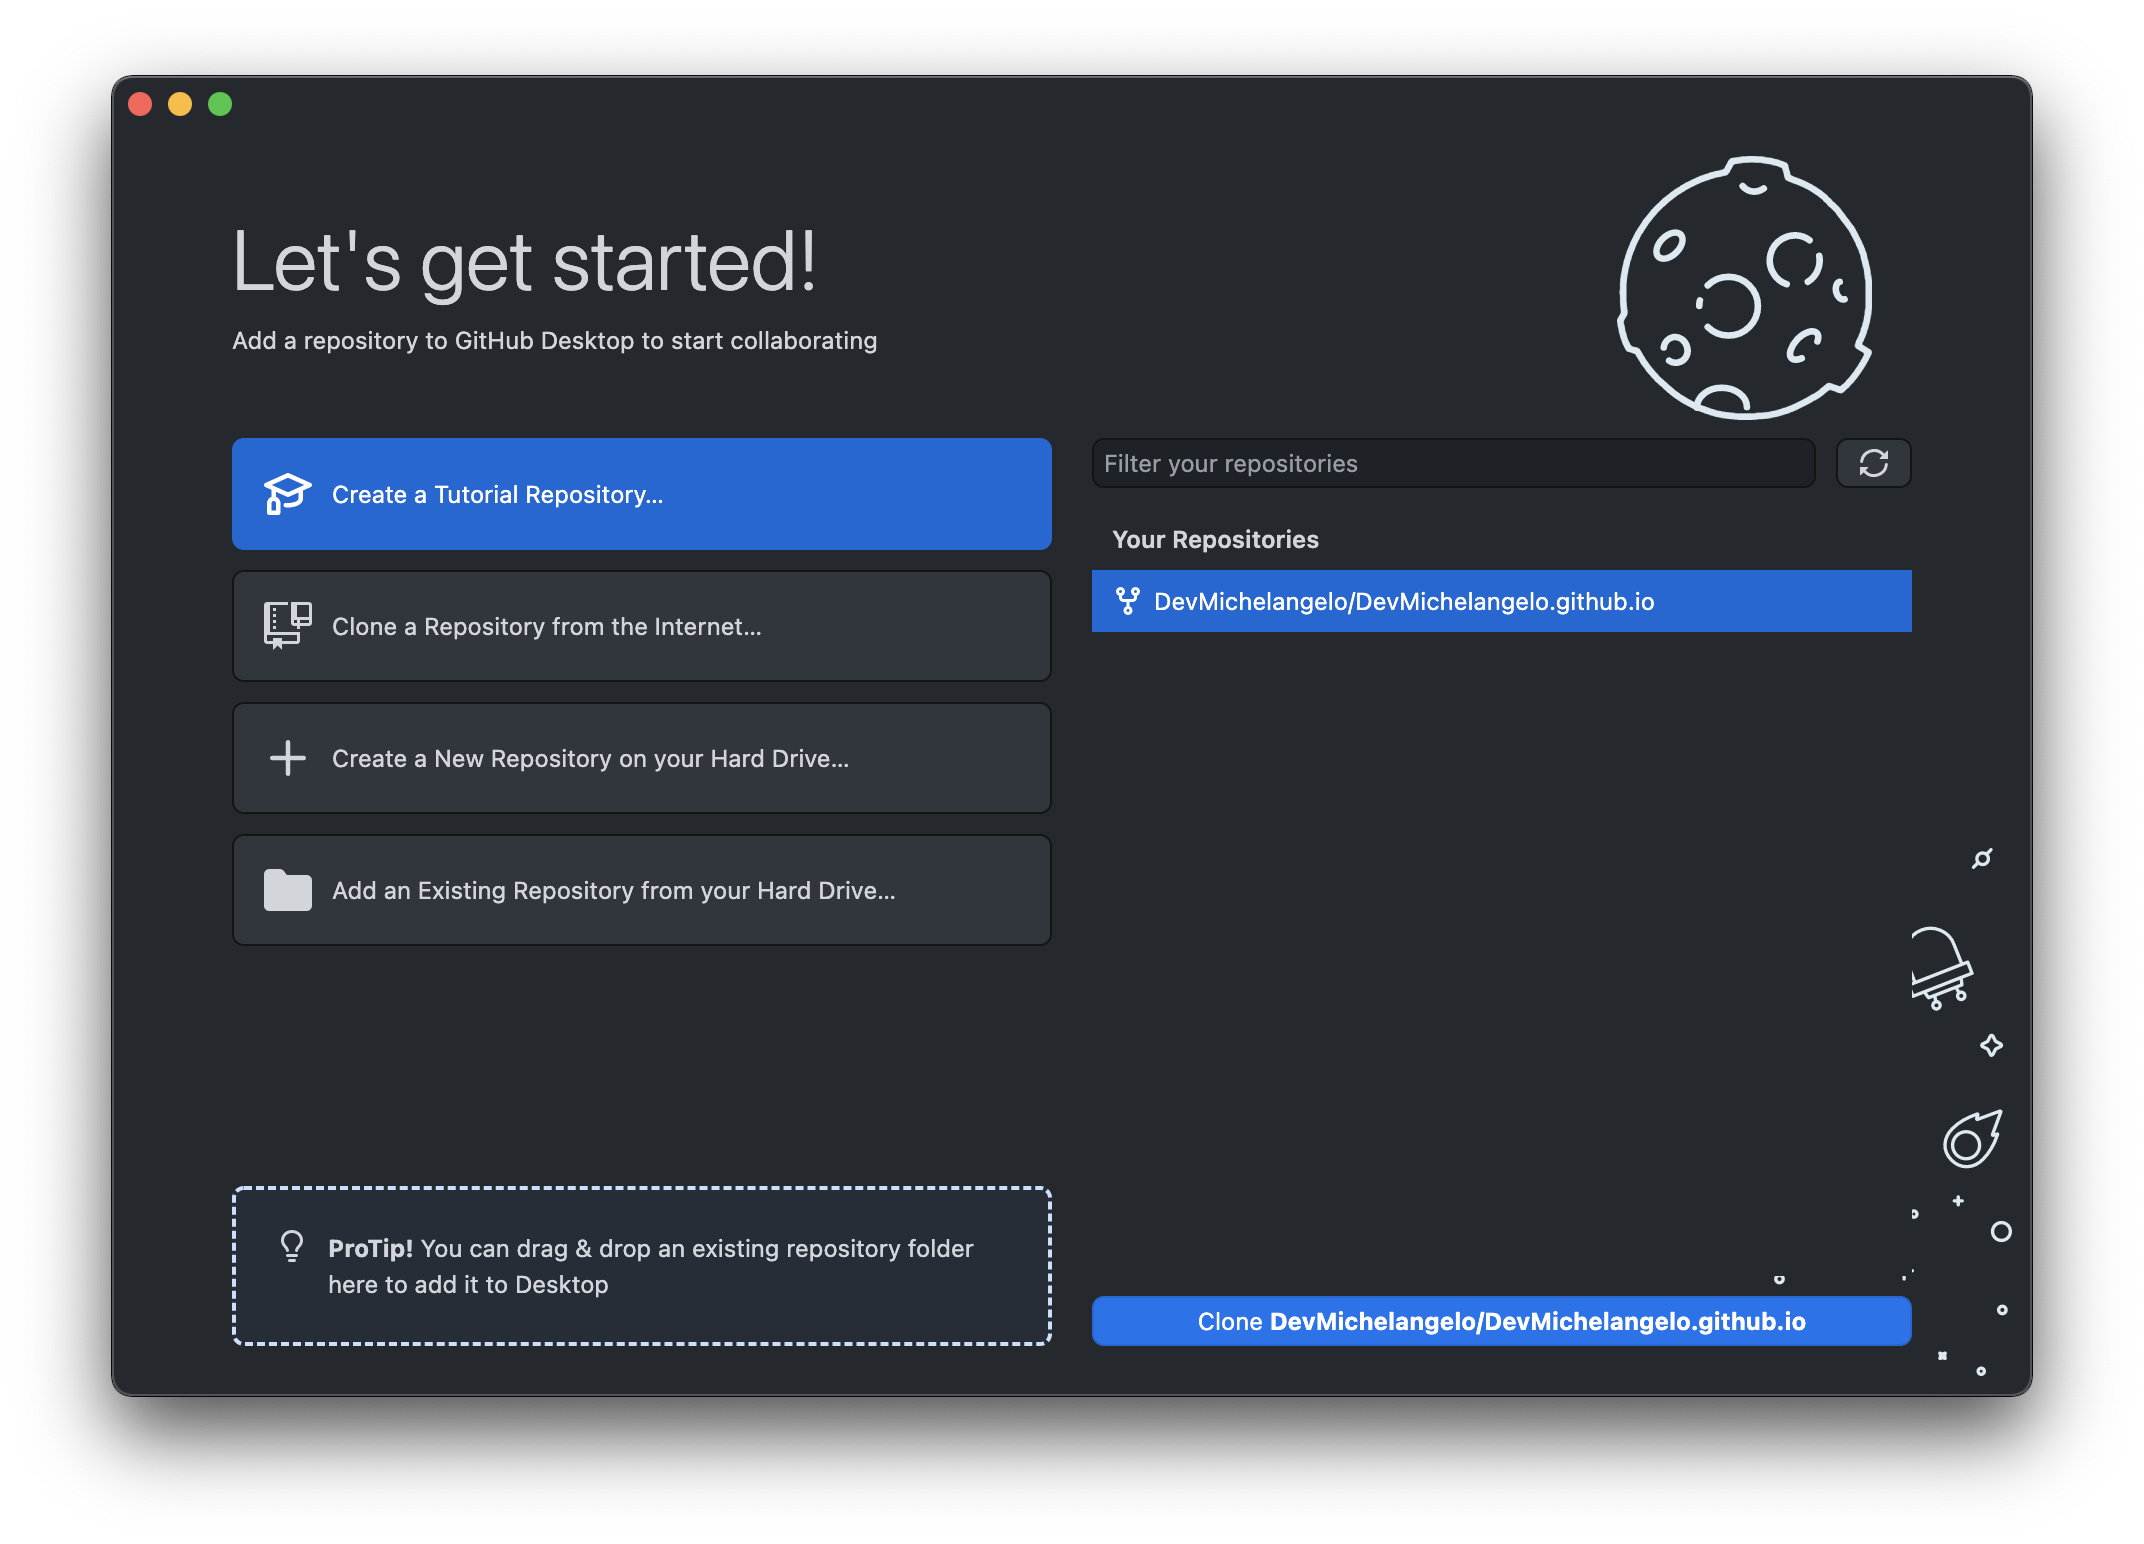 Let's get started!
Add a repository to GitHub Desktop to start collaborating
Create a Tutorial Repository...
Clone a Repository from the Internet...
Create a New Repository on your Hard Drive...
Add an Existing Repository from your Hard Drive...
ProTip! You can drag & drop an existing repository folder
here to add it to Desktop
Filter your repositories
Your Repositories
DevMichelangelo/DevMichelangelo.github.io
Clone DevMichelangelo/DevMichelangelo.github.io